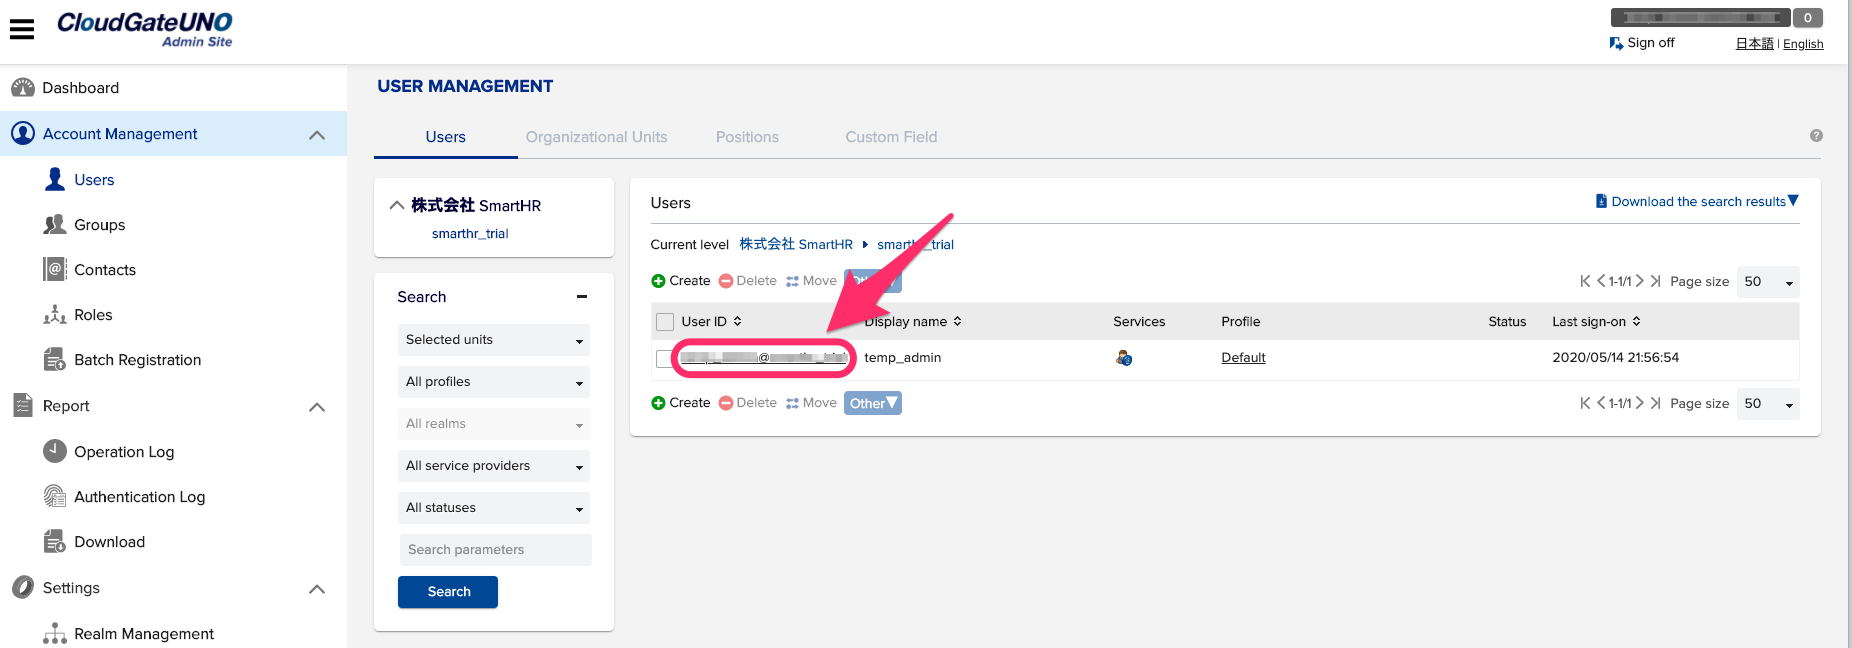 CloudGateUNO
Admin Site
0
Sign off
日本語 | English
Dashboard
Account Management
Users
Groups
Contacts
Roles
Batch Registration
Report
Operation Log
Authentication Log
Download
Settings
Realm Management
USER MANAGEMENT
Users Organizational Units Positions Custom Field
株式会社 SmartHR
smarthr_trial
Search
Selected units
All profiles
All realms
All service providers
All statuses
Search parameters
Search
Users
Download the search results
Current level 株式会社 SmartHR smarthr_trial
Create Delete Move 1-1/1 Page size 50
User ID Display name Services Profile Status Last sign-on
temp_admin Default 2020/05/14 21:56:54
Create Delete Move Other 1-1/1 Page size 50